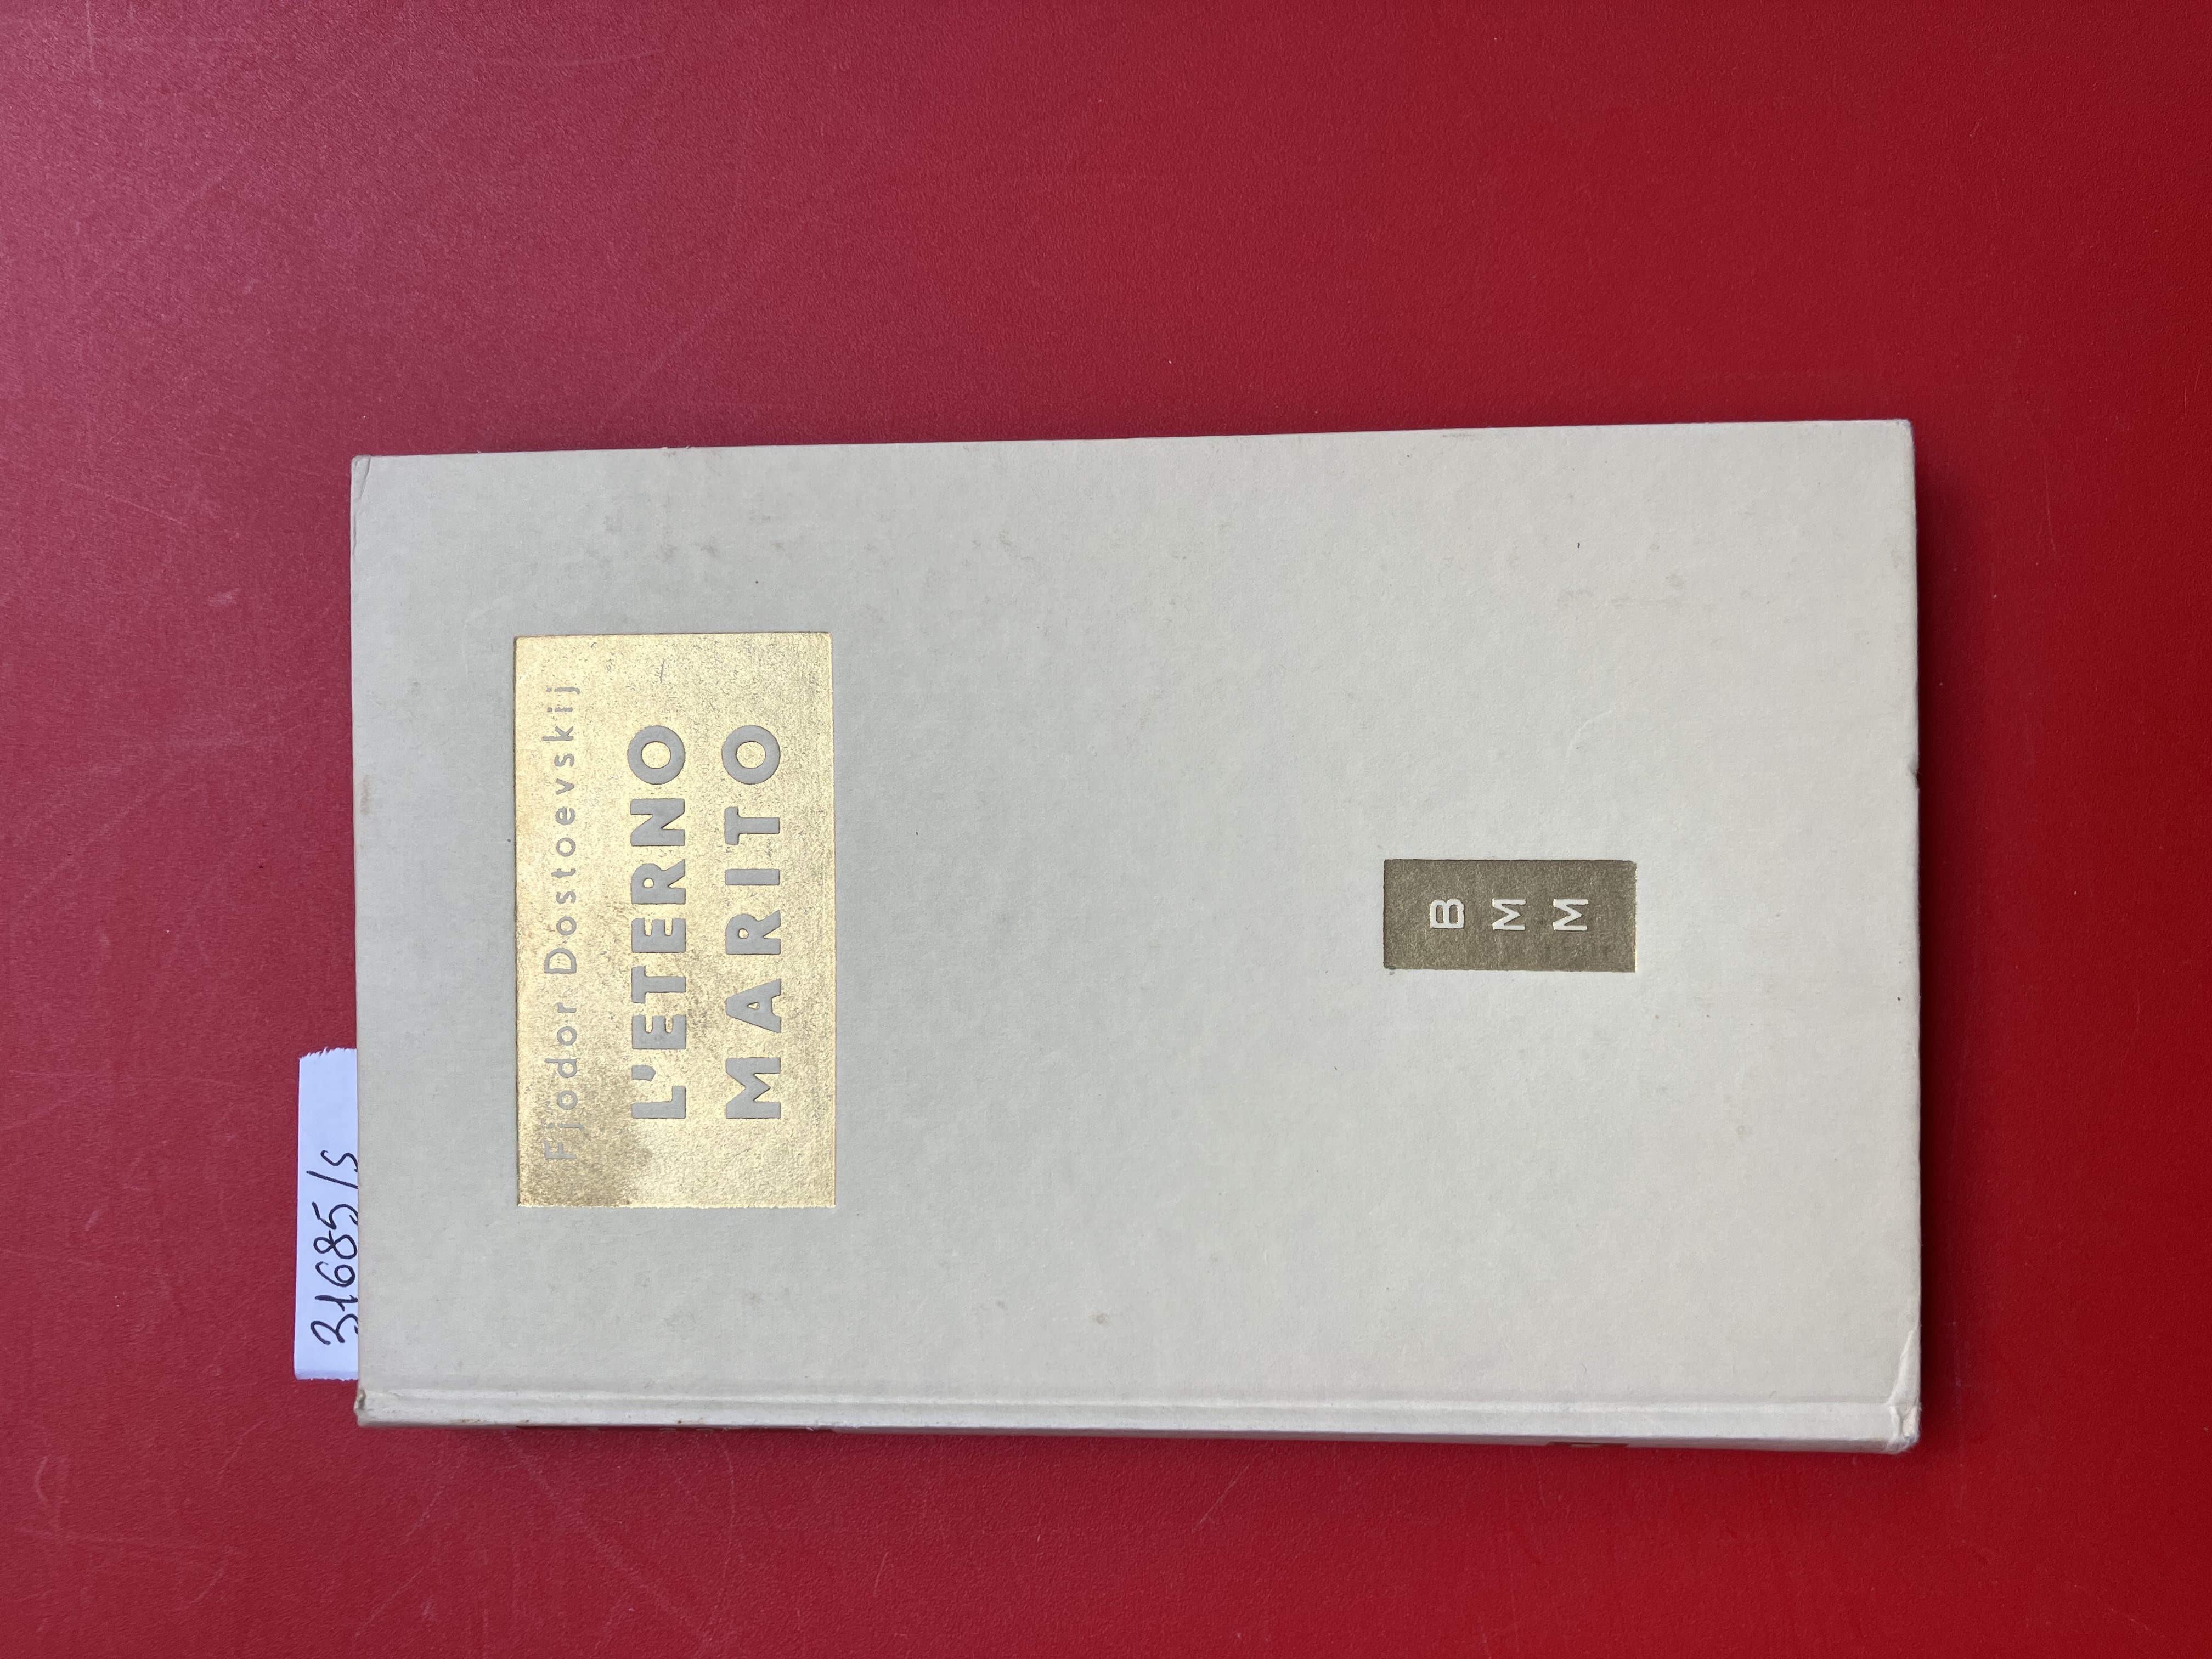 31685/s
Fjodor Dostoevskij
L'ETERNO
MARITO
B
M
M